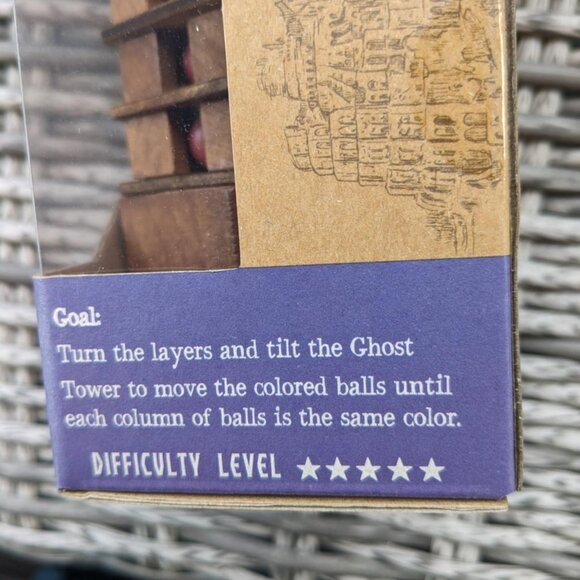 Goal:
Turn the layers and tilt the Ghost
Tower to move the colored balls until
each column of balls is the same color.
DIFFICULTY LEVEL ★★★★★